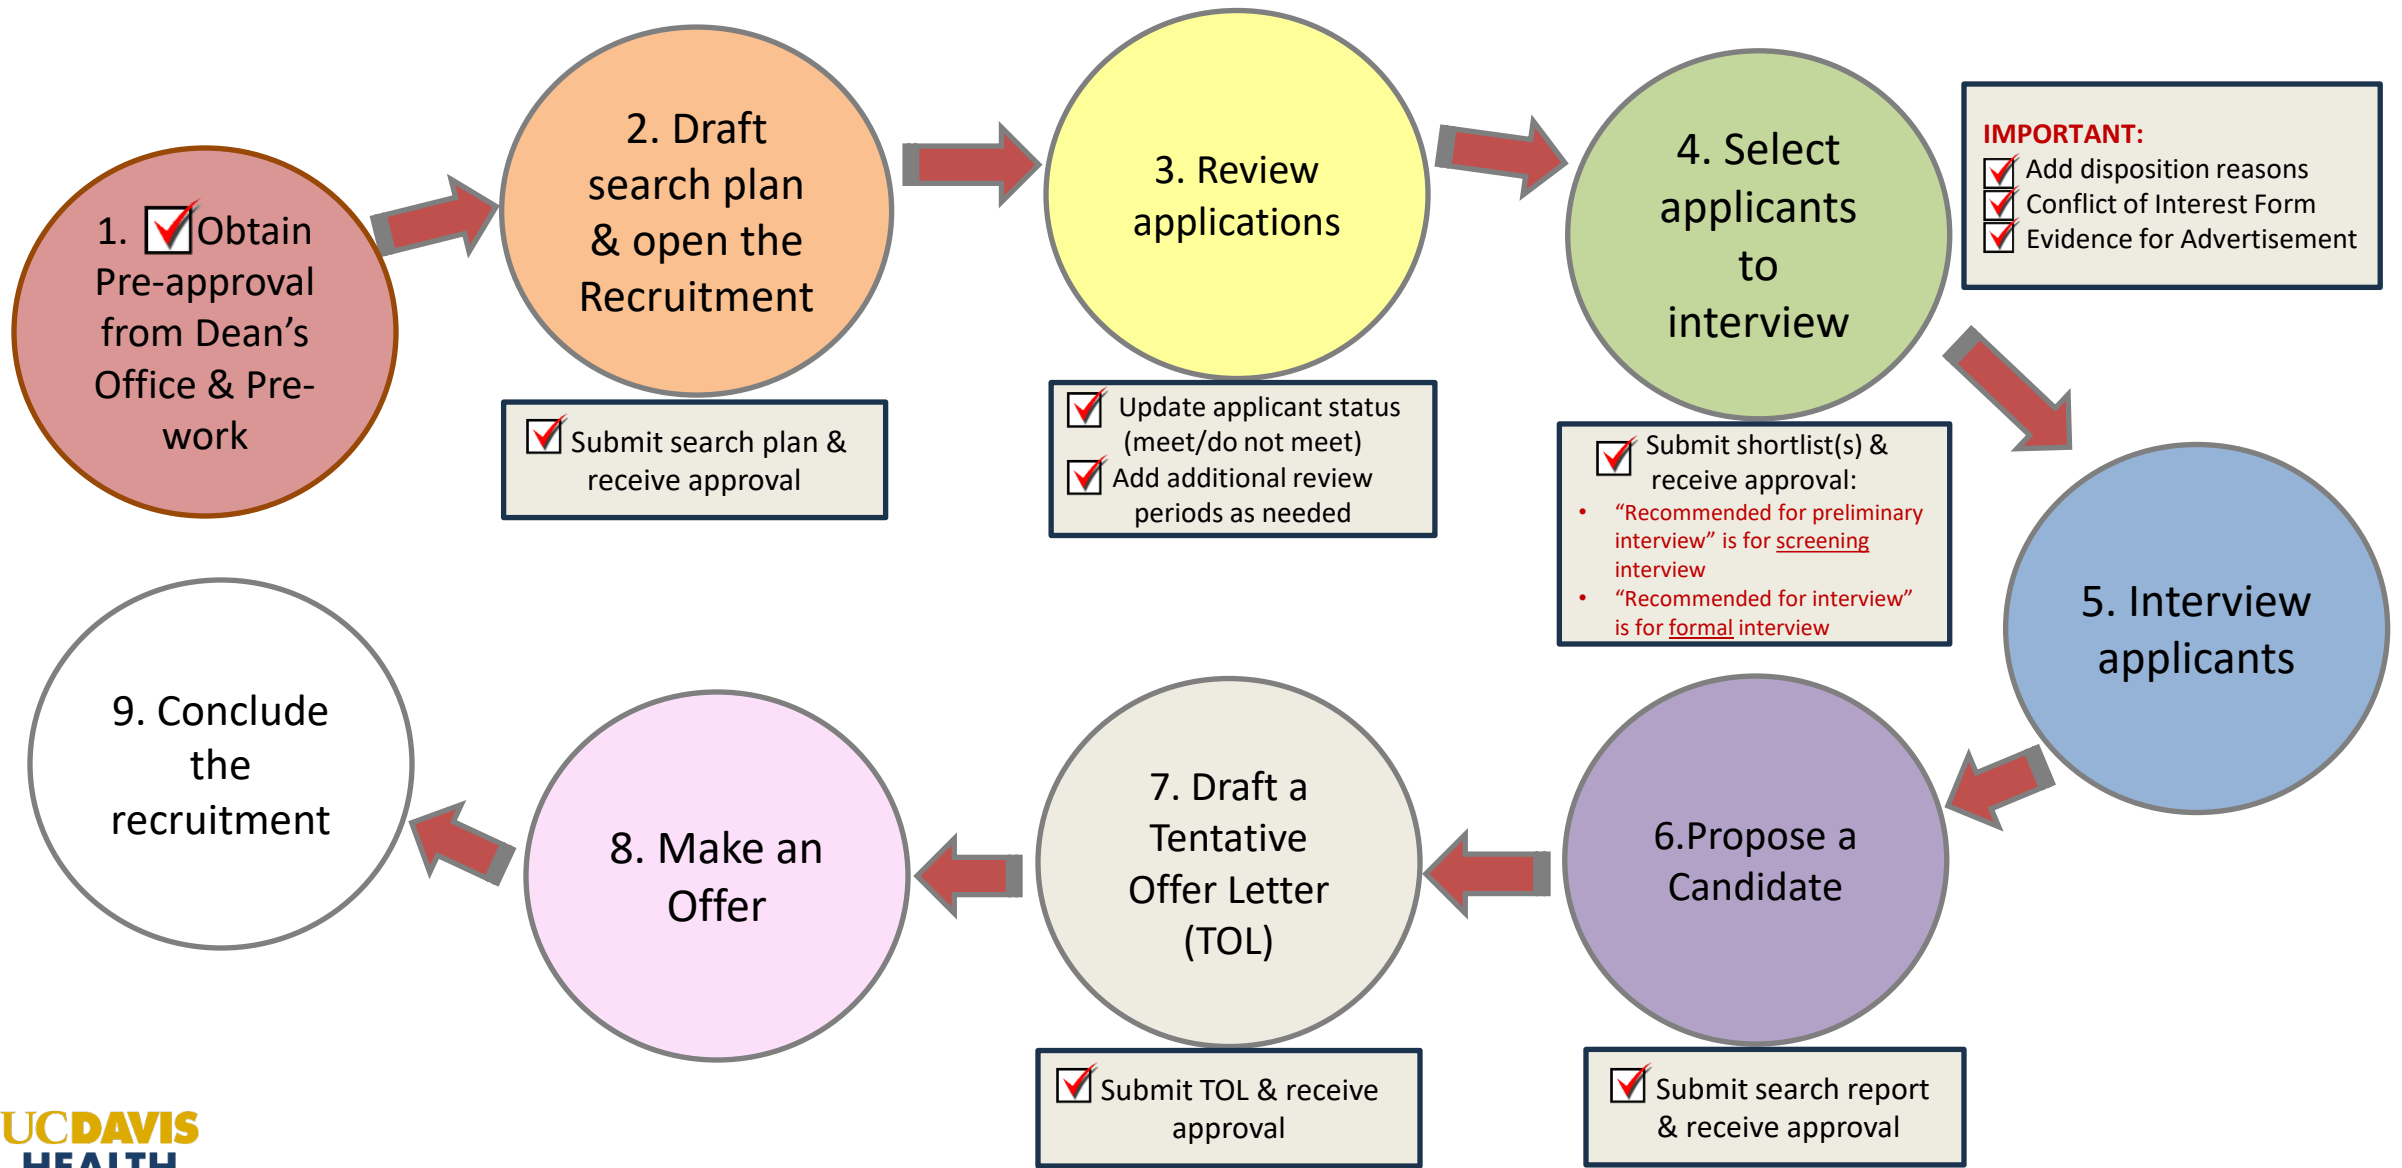 1. Obtain
Pre-approval
from Dean’s
Office & Pre-
work
2. Draft
search plan
& open the
Recruitment
Submit search plan &
receive approval
3. Review
applications
Update applicant status
(meet/do not meet)
Add additional review
periods as needed
4. Select
applicants
to
interview
IMPORTANT:
Add disposition reasons
Conflict of Interest Form
Evidence for Advertisement
Submit shortlist(s) &
receive approval:
• “Recommended for preliminary
interview” is for screening
interview
• “Recommended for interview”
is for formal interview
5. Interview
applicants
6.Propose a
Candidate
Submit search report
& receive approval
7. Draft a
Tentative
Offer Letter
(TOL)
Submit TOL & receive
approval
8. Make an
Offer
9. Conclude
the
recruitment
UCDAVIS
HEALTH